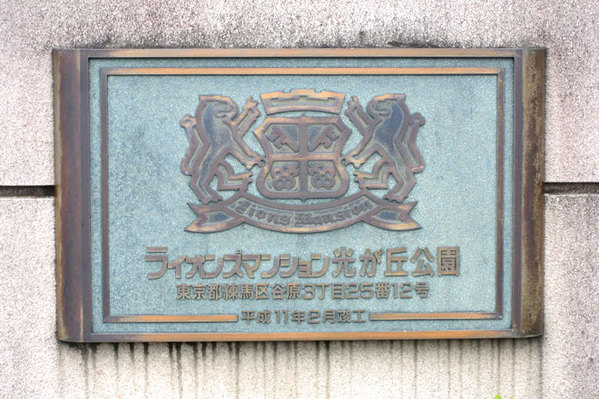 Lions Mansion
ライオンズマンション光が丘公園
東京都練馬区谷原3丁目25番12号
平成11年2月竣工